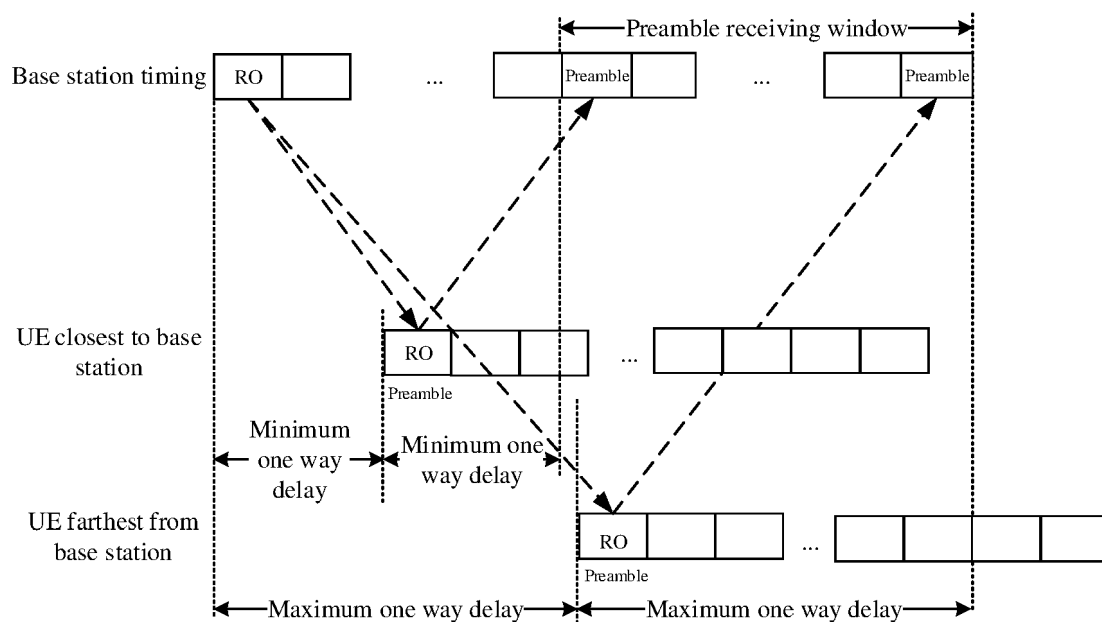 Preamble receiving window
Base station timing
RO
...
Preamble
...
Preamble
UE closest to base
station
RO
...
Preamble
Minimum
one way
delay
Minimum one
way delay
UE farthest from
base station
RO
...
Preamble
Maximum one way delay
Maximum one way delay